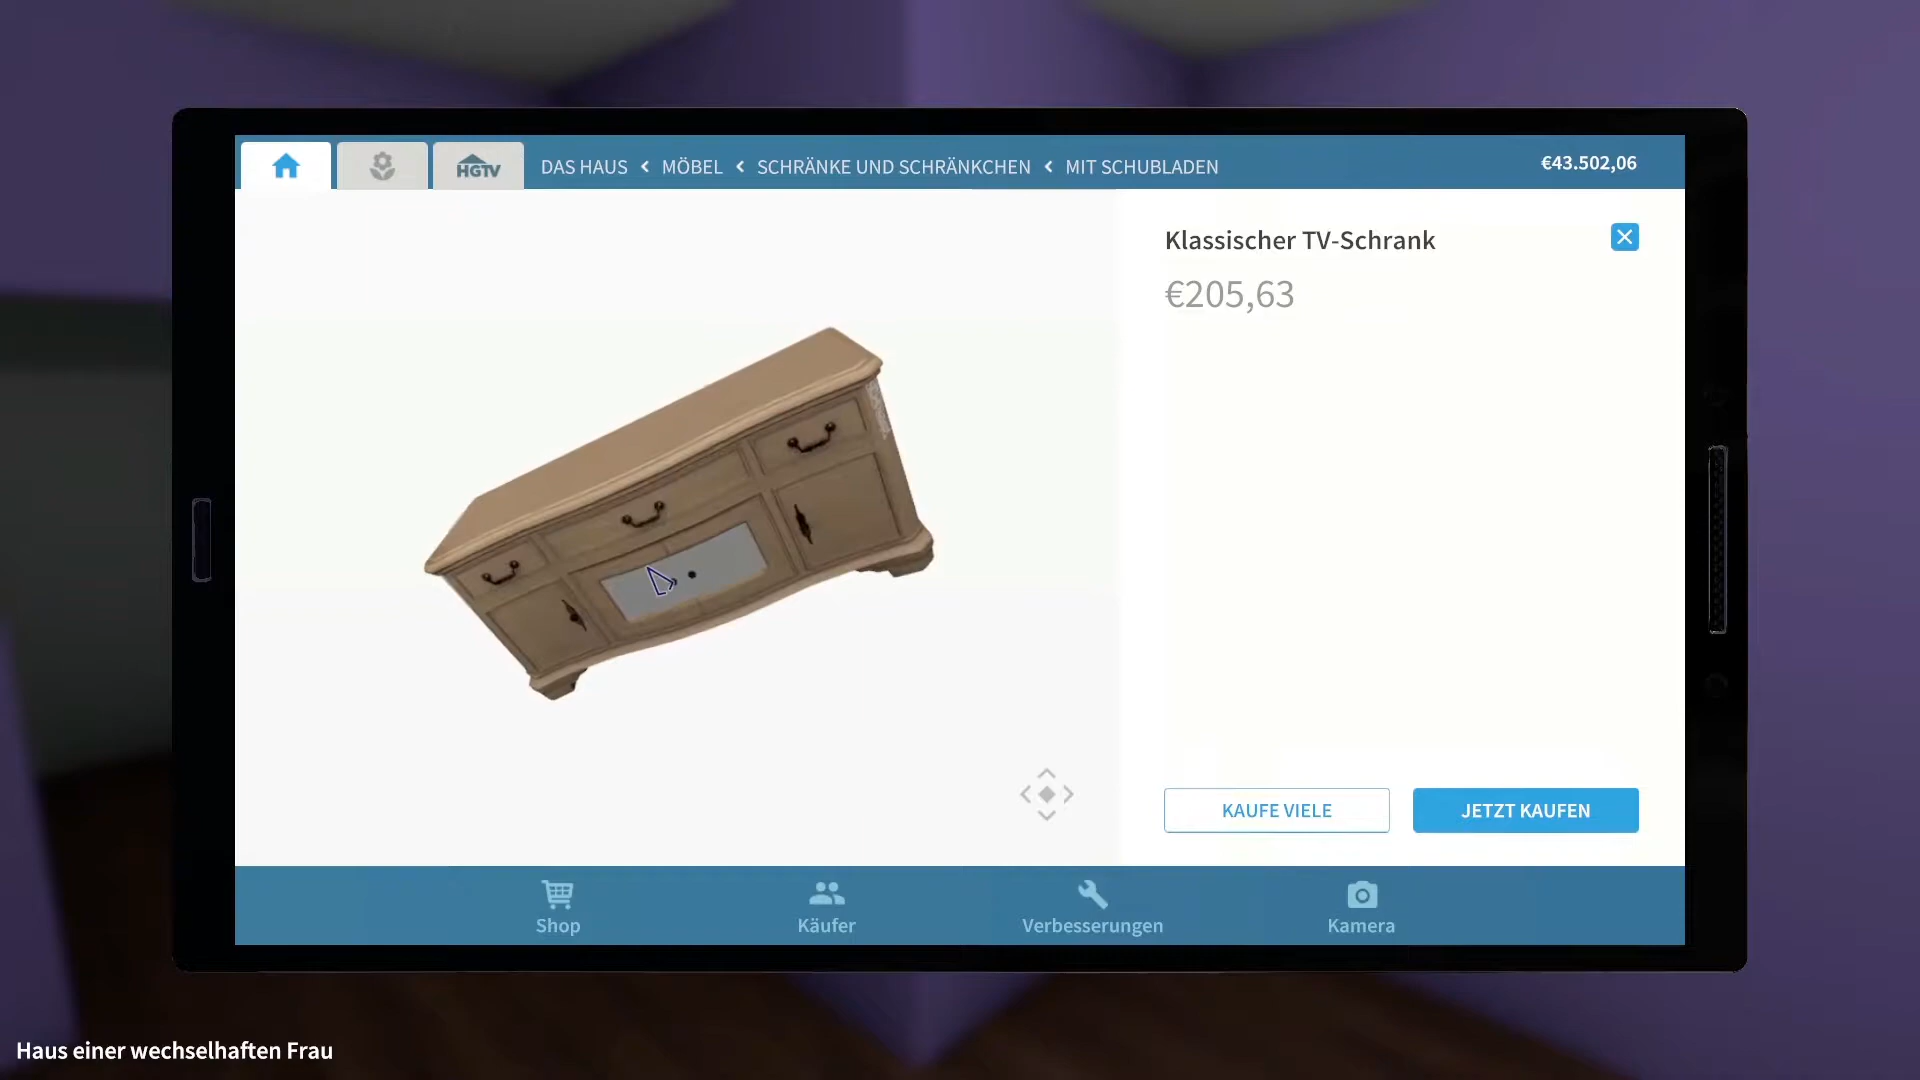 HGTV
DAS HAUS < MÖBEL < SCHRÄNKE UND SCHRÄNKCHEN < MIT SCHUBLADEN
€43.502,06
Klassischer TV-Schrank
€205,63
KAUFE VIELE
JETZT KAUFEN
Shop
Käufer
Verbesserungen
Kamera
Haus einer wechselhaften Frau